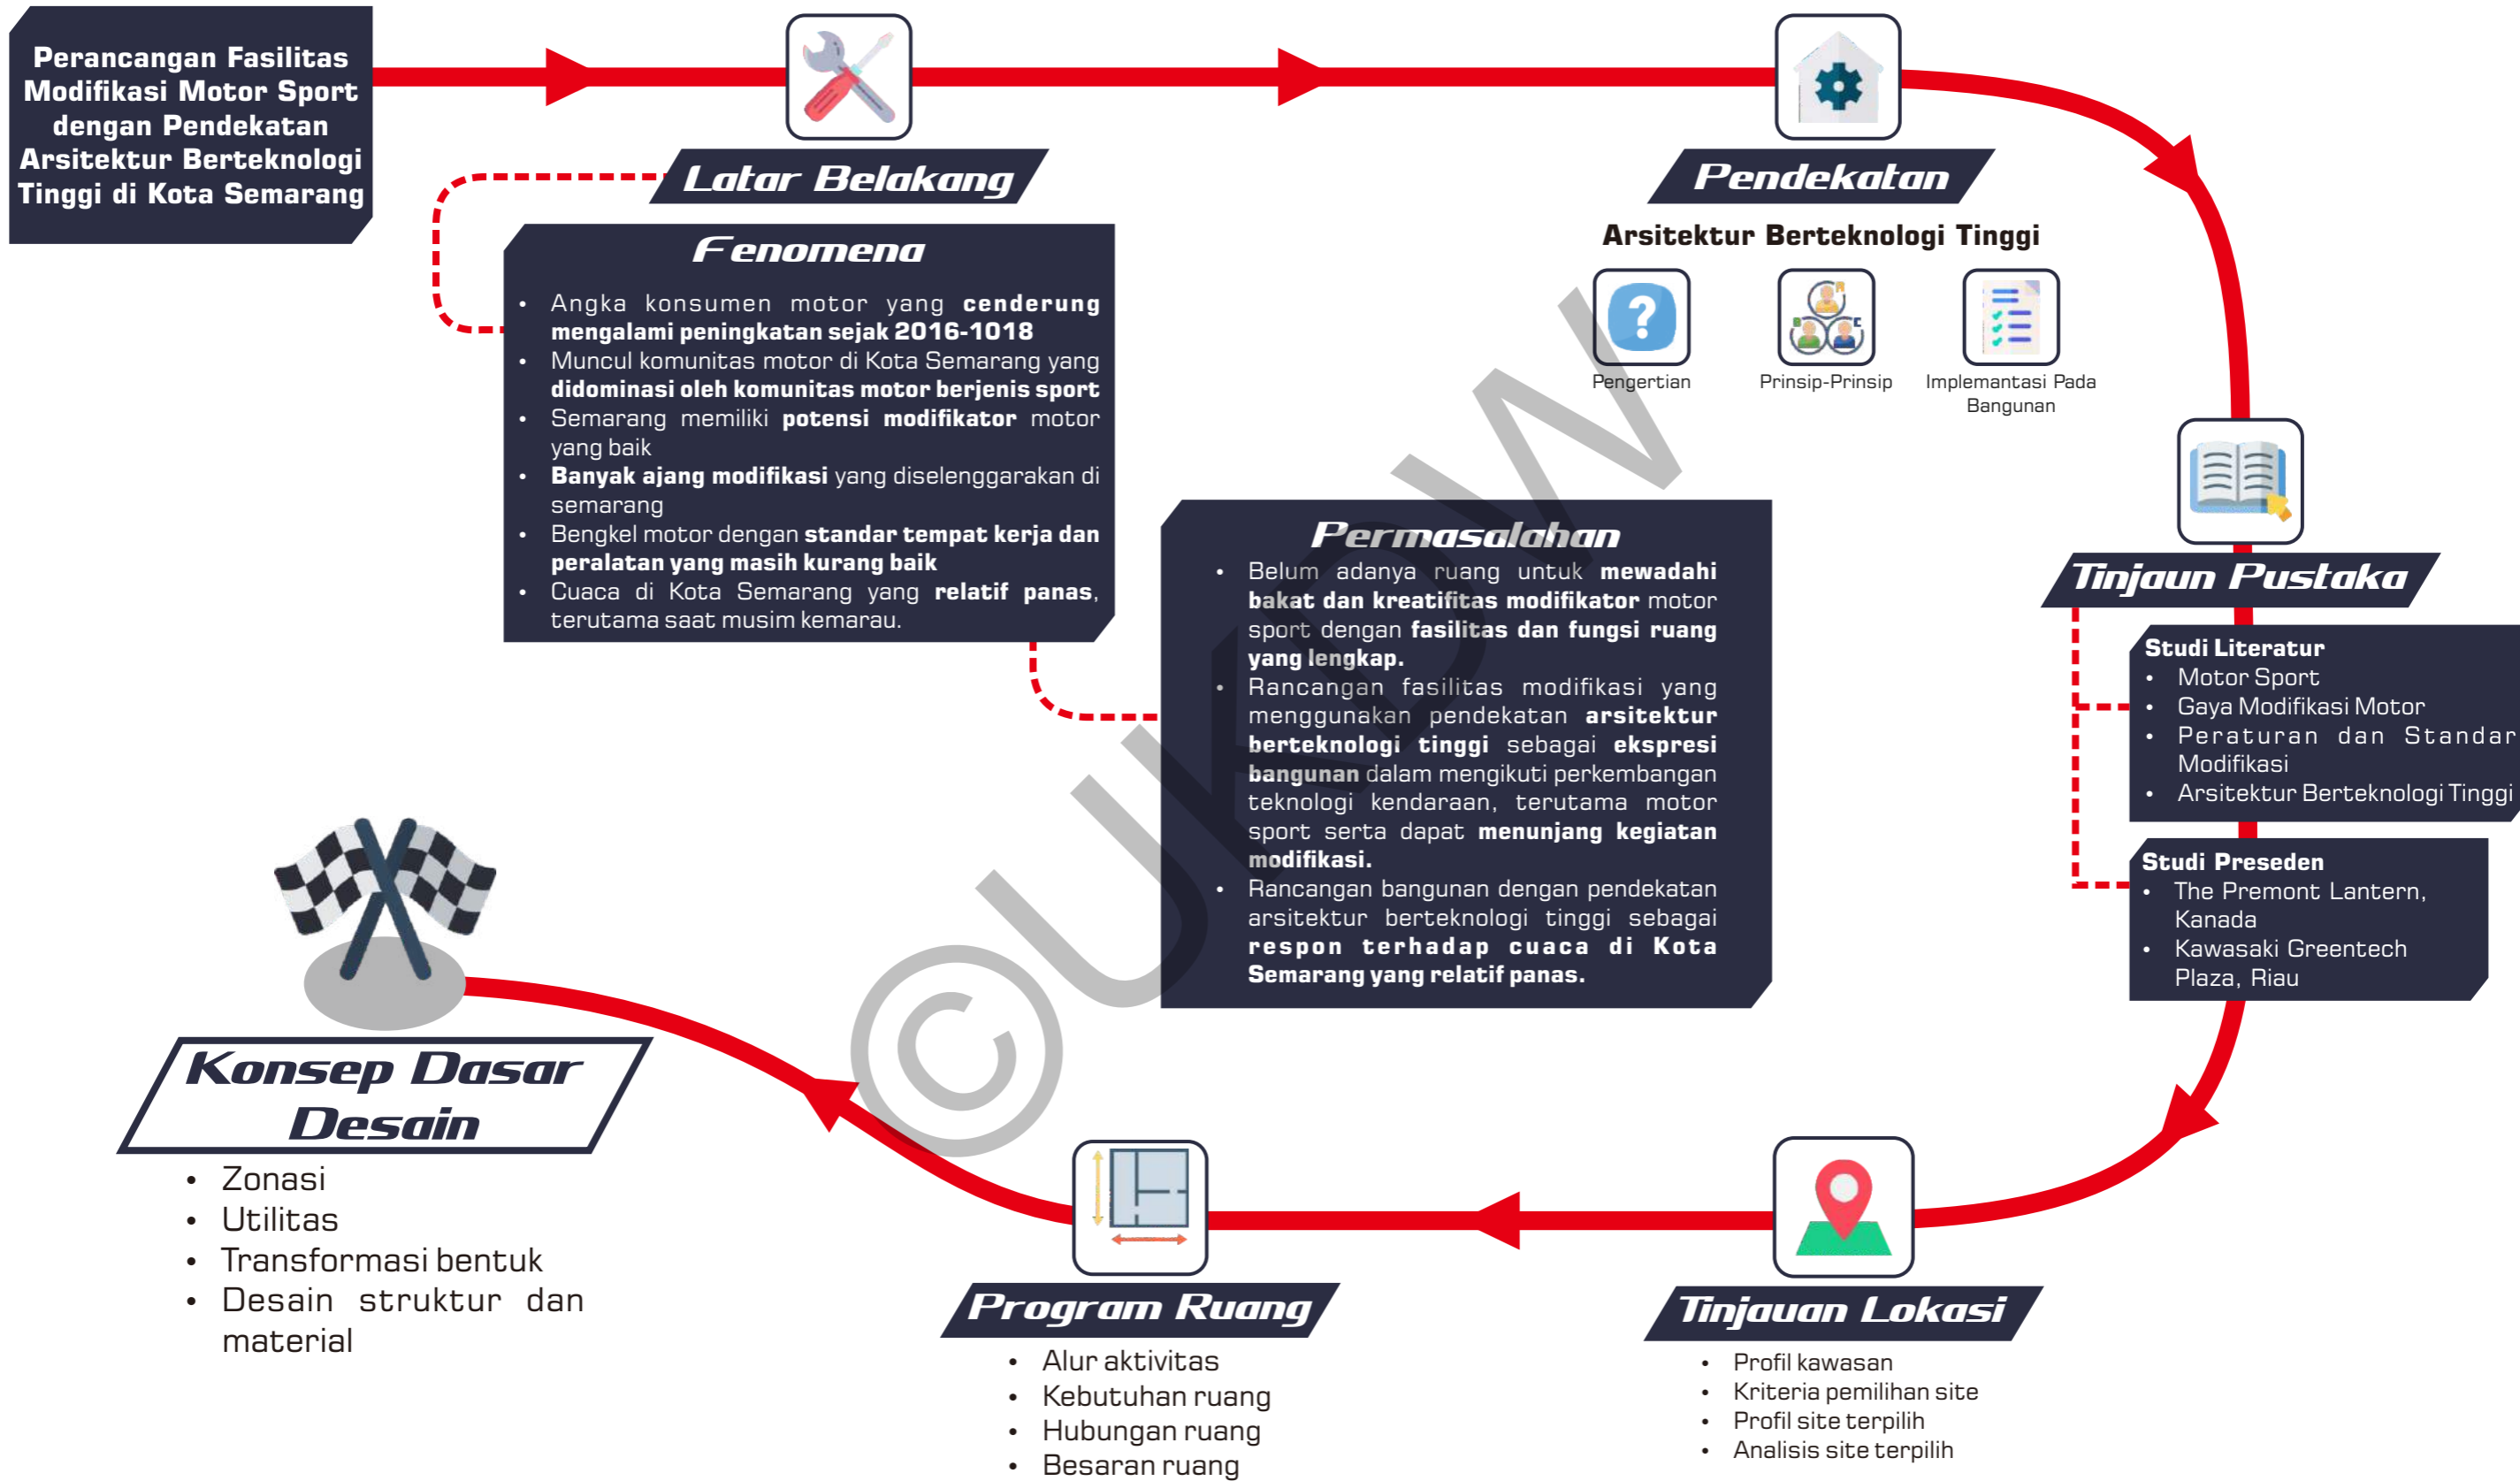 Perancangan Fasilitas
Modifikasi Motor Sport
dengan Pendekatan
Arsitektur Berteknologi
Tinggi di Kota Semarang
Latar Belakang
Fenomena
• Angka konsumen motor yang cenderung
mengalami peningkatan sejak 2016-1018
• Muncul komunitas motor di Kota Semarang yang
didominasi oleh komunitas motor berjenis sport
• Semarang memiliki potensi modifikator motor
yang baik
• Banyak ajang modifikasi yang diselenggarakan di
semarang
• Bengkel motor dengan standar tempat kerja dan
peralatan yang masih kurang baik
• Cuaca di Kota Semarang yang relatif panas,
terutama saat musim kemarau.
Permasalahan
• Belum adanya ruang untuk mewadahi
bakat dan kreatifitas modifikator motor
sport dengan fasilitas dan fungsi ruang
yang lengkap.
• Rancangan fasilitas modifikasi yang
menggunakan pendekatan arsitektur
berteknologi tinggi sebagai ekspresi
bangunan dalam mengikuti perkembangan
teknologi kendaraan, terutama motor
sport serta dapat menunjang kegiatan
modifikasi.
• Rancangan bangunan dengan pendekatan
arsitektur berteknologi tinggi sebagai
respon terhadap cuaca di Kota
Semarang yang relatif panas.
Pendekatan
Arsitektur Berteknologi Tinggi
?
Pengertian
A
B
C
Prinsip-Prinsip
Implemantasi Pada
Bangunan
Tinjaun Pustaka
Studi Literatur
• Motor Sport
• Gaya Modifikasi Motor
• Peraturan dan Standar
Modifikasi
• Arsitektur Berteknologi Tinggi
Studi Preseden
• The Premont Lantern,
Kanada
• Kawasaki Greentech
Plaza, Riau
Tinjauan Lokasi
• Profil kawasan
• Kriteria pemilihan site
• Profil site terpilih
• Analisis site terpilih
Program Ruang
• Alur aktivitas
• Kebutuhan ruang
• Hubungan ruang
• Besaran ruang
Konsep Dasar
Desain
• Zonasi
• Utilitas
• Transformasi bentuk
• Desain struktur dan
material
©UKDW